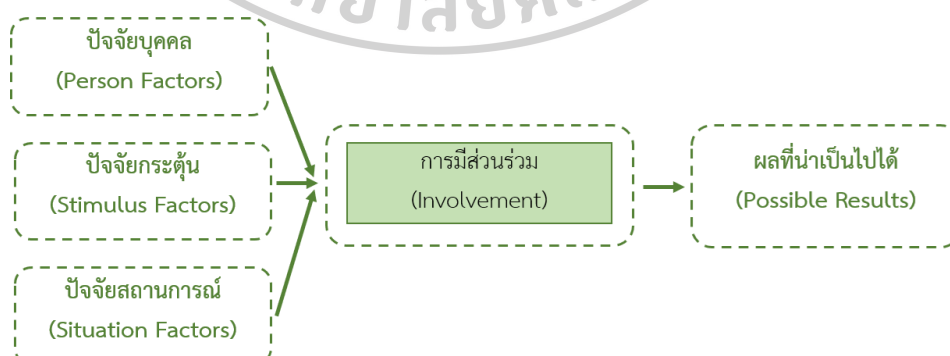 ปัจจัยบุคคล
(Person Factors)
ปัจจัยกระตุ้น
(Stimulus Factors)
ปัจจัยสถานการณ์
(Situation Factors)
การมีส่วนร่วม
(Involvement)
ผลที่น่าเป็นไปได้
(Possible Results)